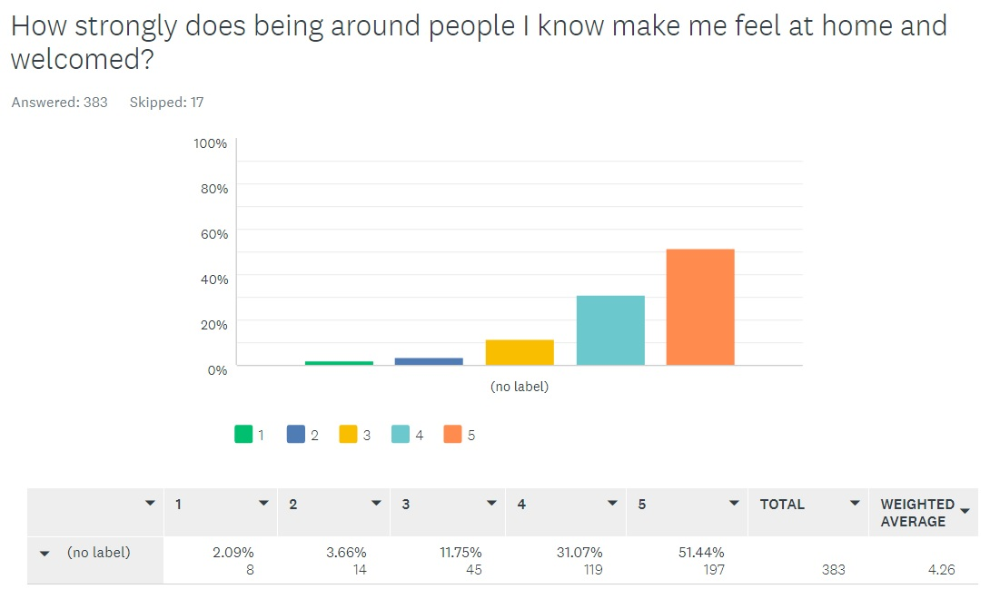 How strongly does being around people I know make me feel at home and
welcomed?
Answered: 383 Skipped: 17
100%
80%
60%
40%
20%
0%
(no label)
1 2 3 4 5
1 2 3 4 5 TOTAL WEIGHTED
AVERAGE
(no label) 2.09% 3.66% 11.75% 31.07% 51.44%
8 14 45 119 197 383 4.26